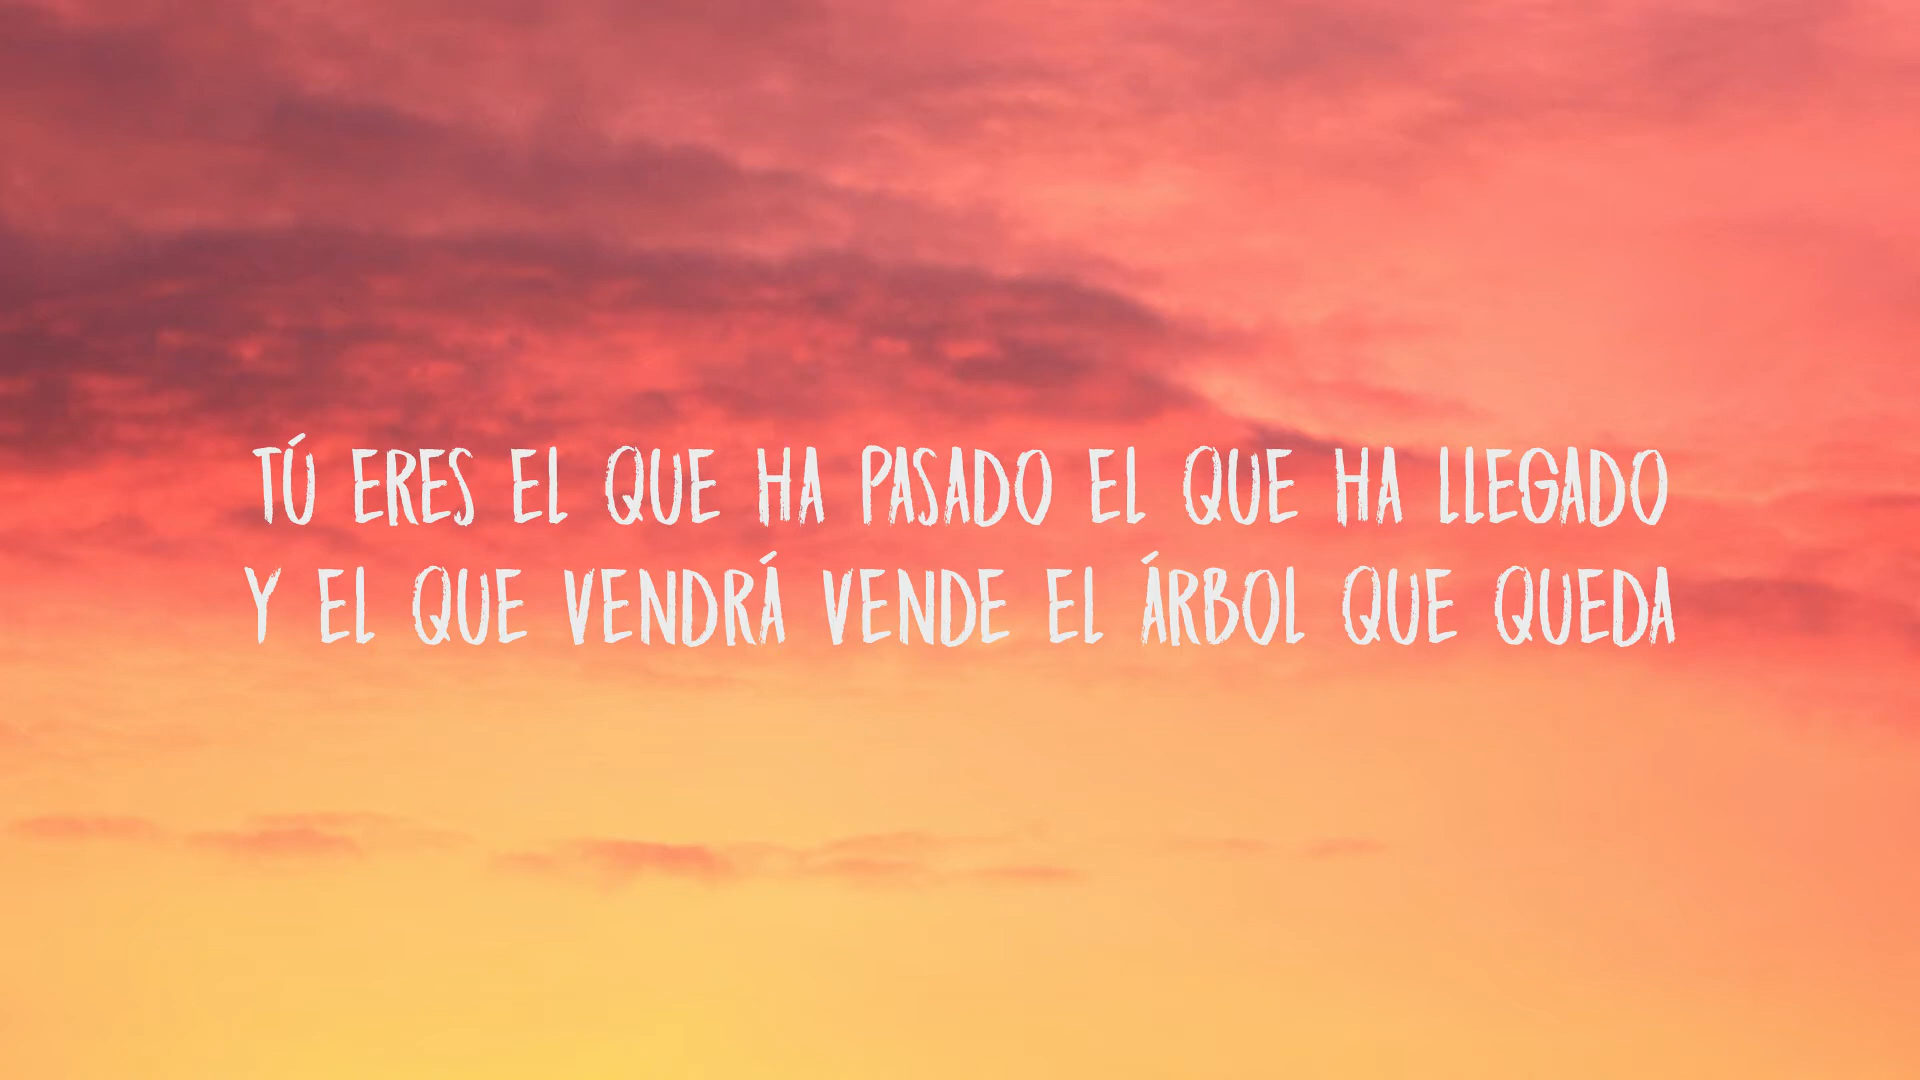 TÚ ERES EL QUE HA PASADO EL QUE HA LLEGADO
Y EL QUE VENDRÁ VENDE EL ÁRBOL QUE QUEDA